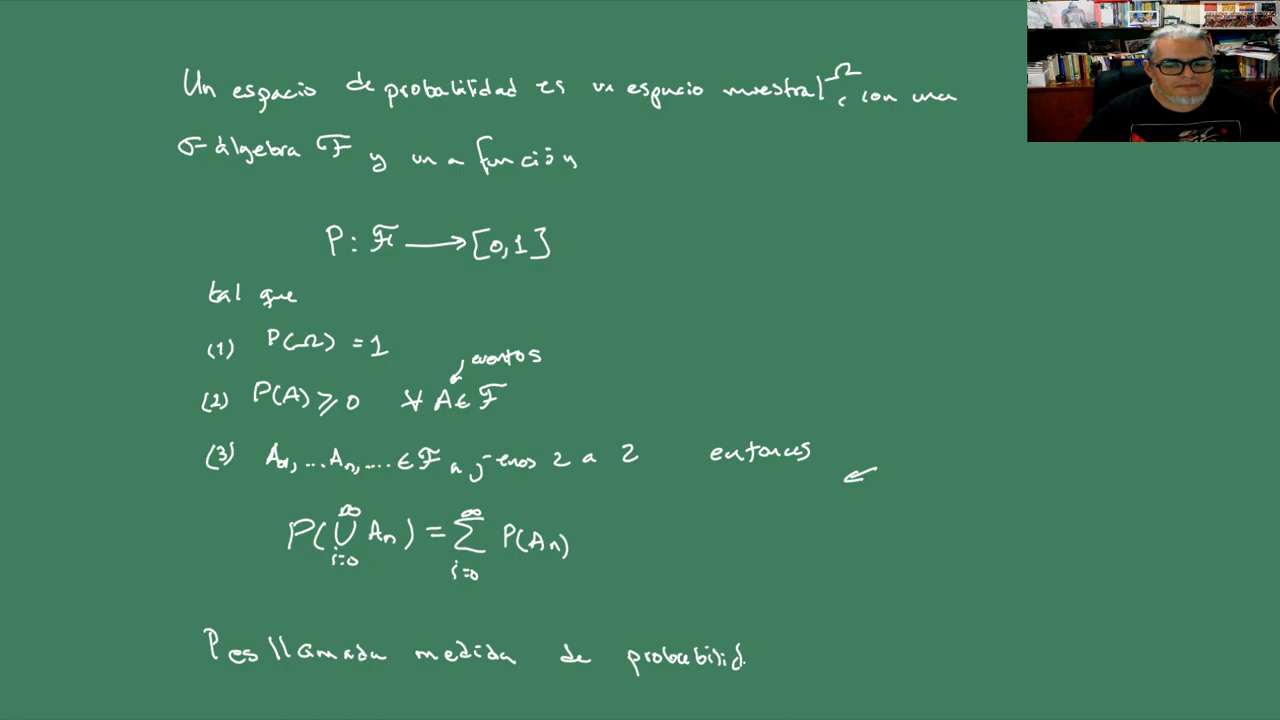 Un espacio de probabilidad es un espacio muestral Ω, con una
σ-álgebra ℱ y una función
P: ℱ ⟶ [0,1]
tal que
(1) P(Ω) = 1
eventos
(2) P(A) ⩾ 0 ∀ A ∈ ℱ
(3) A₀, ... Aₙ, .... ∈ ℱ ajenos 2 a 2 entonces
P(⋃_{i=0}^{∞} Aₙ) = ∑_{i=0}^{∞} P(Aₙ)
P es llamada medida de probabilid